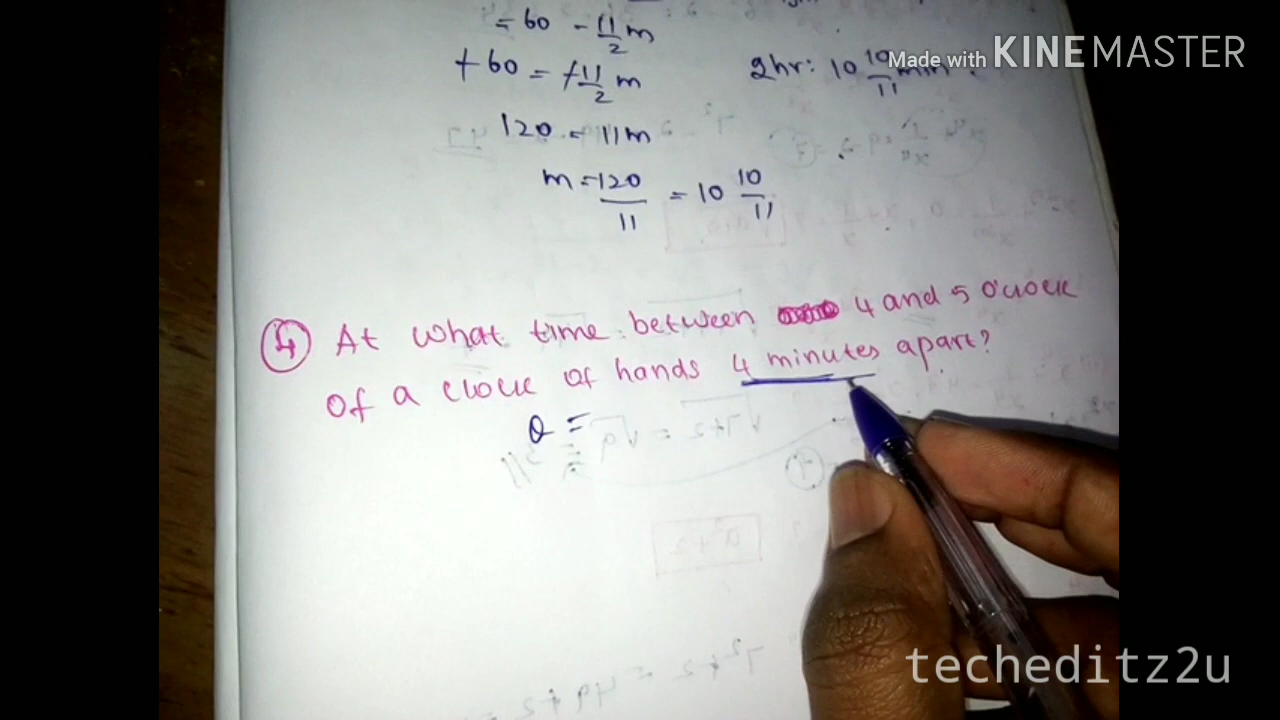 = 60 - 11/2 m
+60 = +11/2 m
2hr: 10 10/11 min.
Made with KINEMASTER
120 = 11m
m = 120/11 = 10 10/11
4 At what time between 4 and 5 O'clock
of a clock of hands 4 minutes apart?
θ =
techeditz2u